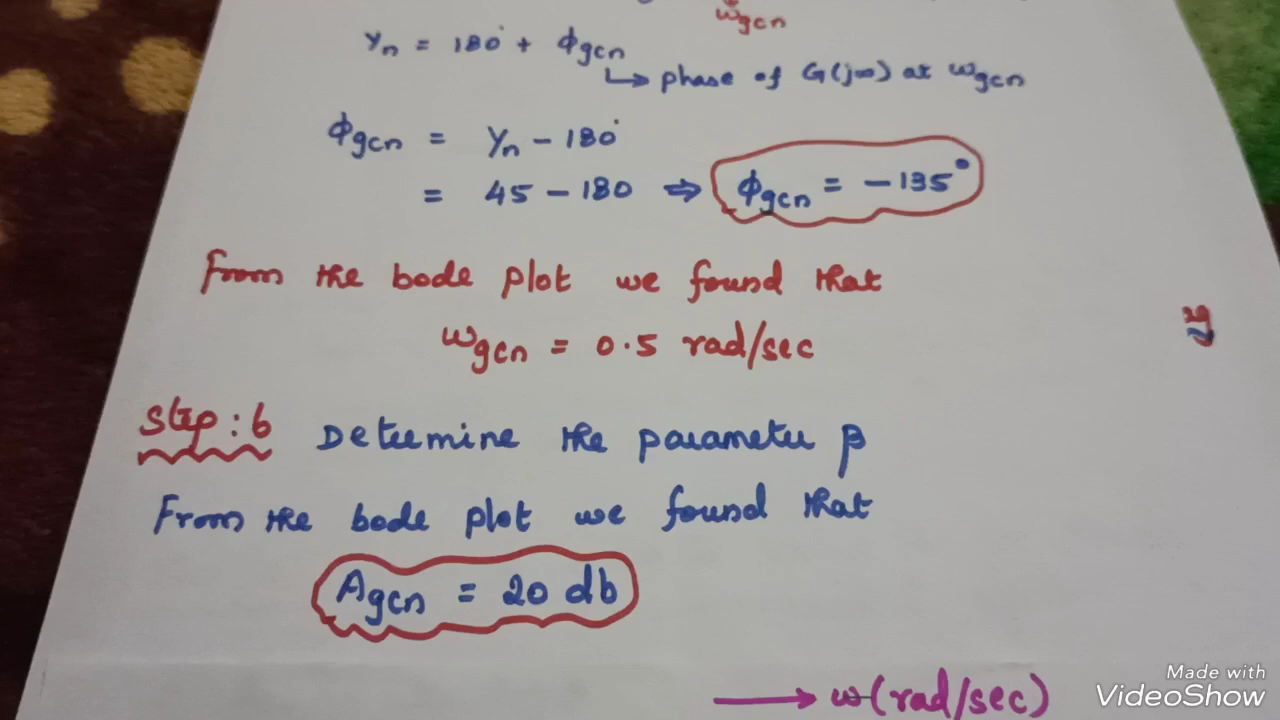 ωgcn
γn = 180° + ϕgcn
↳ phase of G(j∞) at ωgcn
ϕgcn = γn - 180°
= 45 - 180 ⇒ ϕgcn = -135°
From the bode plot we found that
ωgcn = 0.5 rad/sec
Step: 6 Determine the parameter β
From the bode plot we found that
Agcn = 20 db
→ ω(rad/sec)
Made with
VideoShow